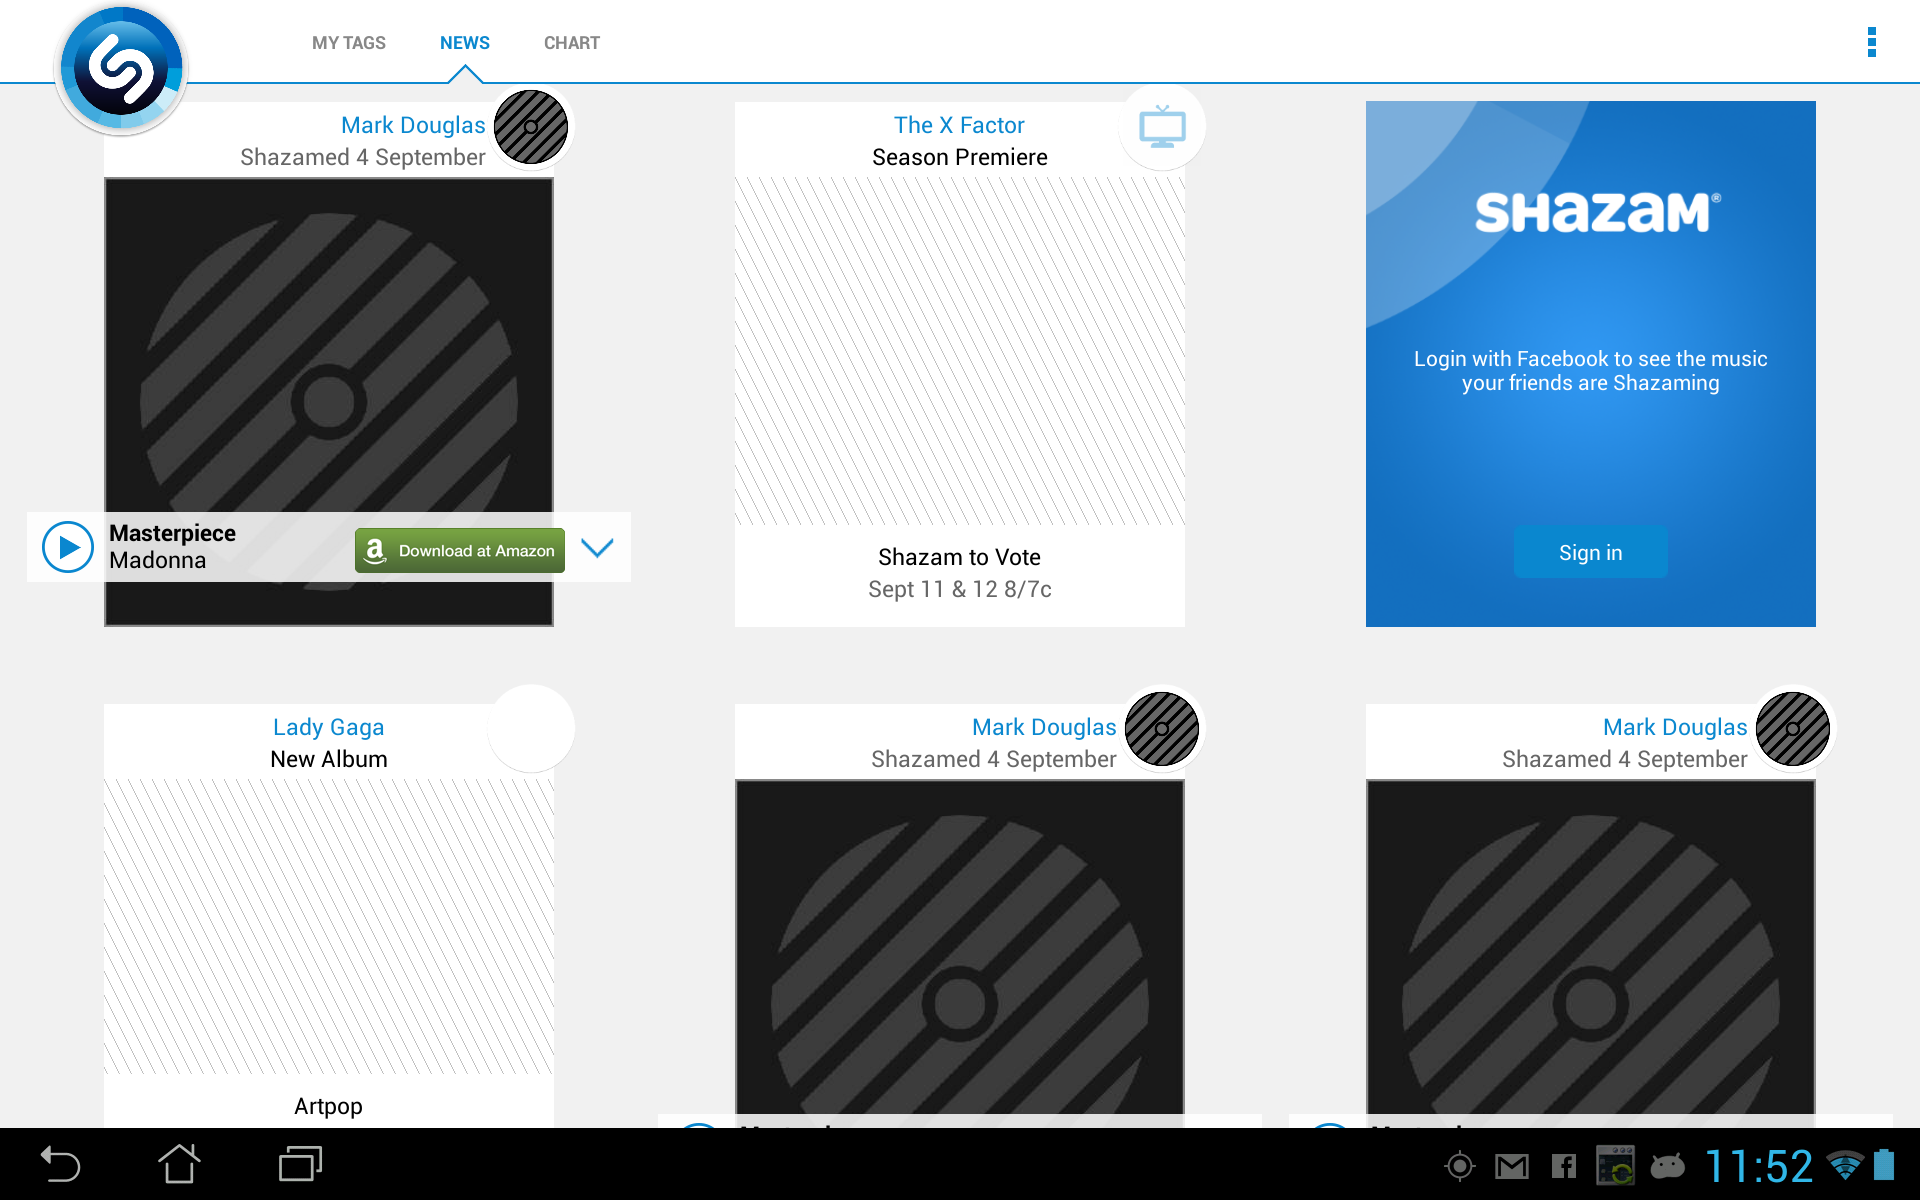 MY TAGS
NEWS
CHART
Mark Douglas
Shazamed 4 September
Masterpiece
Madonna
Download at Amazon
The X Factor
Season Premiere
Shazam to Vote
Sept 11 & 12 8/7c
SHAZAM®
Login with Facebook to see the music
your friends are Shazaming
Sign in
Lady Gaga
New Album
Artpop
Mark Douglas
Shazamed 4 September
Mark Douglas
Shazamed 4 September
11:52